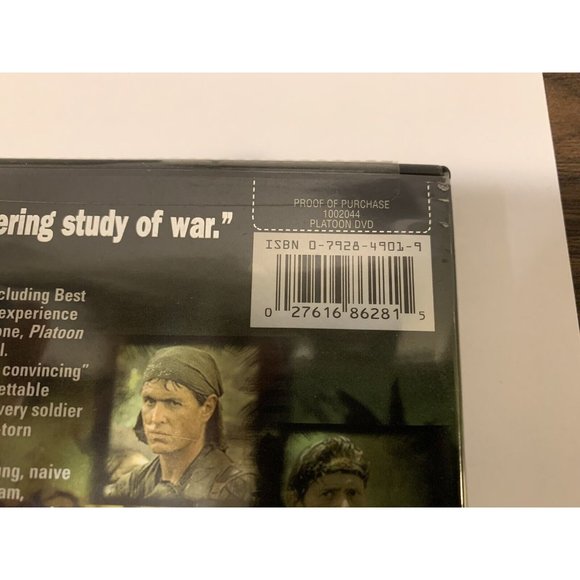 PROOF OF PURCHASE
1002044
PLATOON DVD
ering study of war."
ISBN 0-7928-4901-9
0 27616 86281 5
cluding Best
experience
one, Platoon
l.
convincing"
ettable
very soldier
-torn
ung, naive
am,